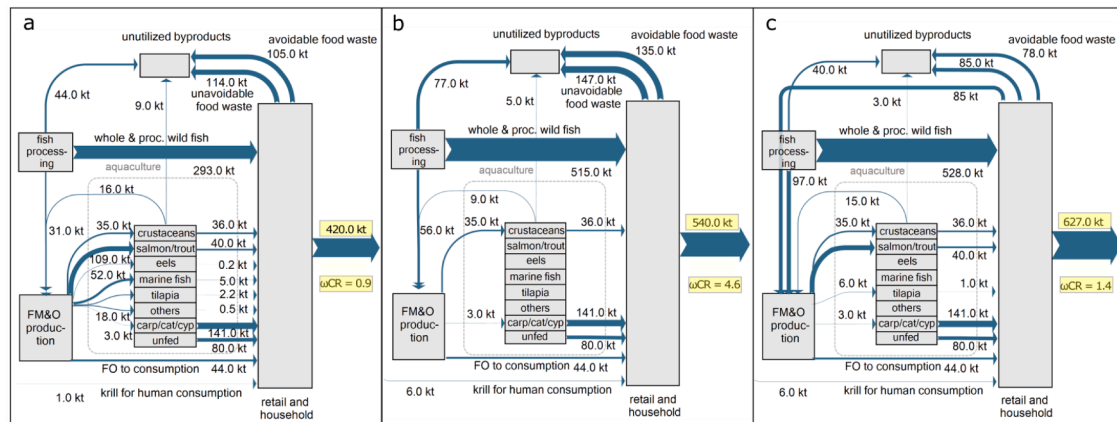 a
unutilized byproducts
avoidable food waste
105.0 kt
114.0 kt
unavoidable
food waste
44.0 kt
9.0 kt
fish
process-
ing
whole & proc. wild fish
aquaculture
293.0 kt
16.0 kt
31.0 kt
35.0 kt
crustaceans
36.0 kt
salmon/trout
40.0 kt
109.0 kt
eels
0.2 kt
52.0 kt
marine fish
5.0 kt
tilapia
2.2 kt
18.0 kt
others
0.5 kt
3.0 kt
carp/cat/cyp
141.0 kt
unfed
80.0 kt
FM&O
produc-
tion
FO to consumption
44.0 kt
krill for human consumption
1.0 kt
retail and
household
420.0 kt
ωCR = 0.9
b
unutilized byproducts
avoidable food waste
135.0 kt
147.0 kt
unavoidable
food waste
77.0 kt
5.0 kt
fish
process-
ing
whole & proc. wild fish
aquaculture
515.0 kt
9.0 kt
56.0 kt
35.0 kt
crustaceans
36.0 kt
salmon/trout
eels
marine fish
tilapia
others
3.0 kt
carp/cat/cyp
141.0 kt
unfed
80.0 kt
FM&O
produc-
tion
FO to consumption
44.0 kt
krill for human consumption
6.0 kt
retail and
household
540.0 kt
ωCR = 4.6
c
unutilized byproducts
avoidable food waste
78.0 kt
85.0 kt
40.0 kt
85 kt
3.0 kt
fish
process-
ing
whole & proc. wild fish
aquaculture
528.0 kt
97.0 kt
15.0 kt
35.0 kt
crustaceans
36.0 kt
salmon/trout
40.0 kt
eels
marine fish
6.0 kt
tilapia
1.0 kt
others
3.0 kt
carp/cat/cyp
141.0 kt
unfed
80.0 kt
FM&O
produc-
tion
FO to consumption
44.0 kt
krill for human consumption
6.0 kt
retail and
household
627.0 kt
ωCR = 1.4